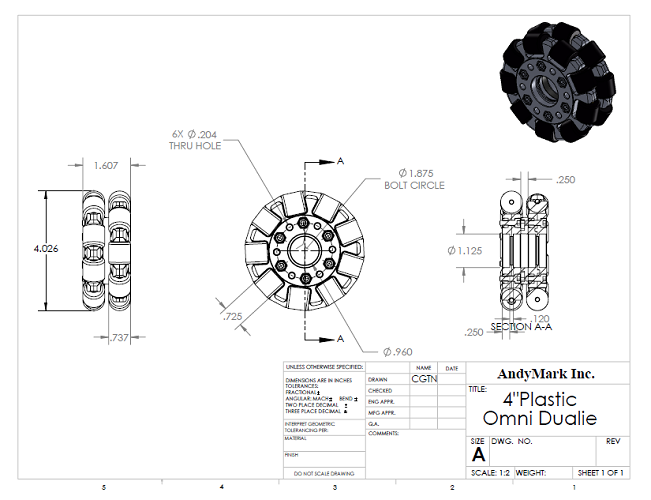 6X Ø.204
THRU HOLE
A
Ø1.875
BOLT CIRCLE
1.607
.250
4.026
Ø1.125
.725
.737
A
.120
.250
SECTION A-A
Ø.960
UNLESS OTHERWISE SPECIFIED:
DIMENSIONS ARE IN INCHES
TOLERANCES:
FRACTIONAL±
ANGULAR: MACH± BEND ±
TWO PLACE DECIMAL ±
THREE PLACE DECIMAL ±
INTERPRET GEOMETRIC
TOLERANCING PER:
MATERIAL
FINISH
DO NOT SCALE DRAWING
NAME DATE
DRAWN CGTN
CHECKED
ENG APPR.
MFG APPR.
Q.A.
COMMENTS:
AndyMark Inc.
TITLE:
4"Plastic
Omni Dualie
SIZE DWG. NO. REV
A
SCALE: 1:2 WEIGHT: SHEET 1 OF 1
5 4 3 2 1